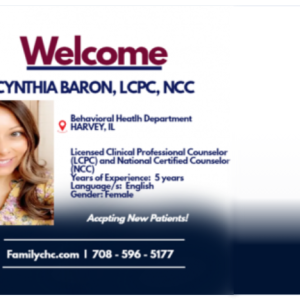 Welcome
CYNTHIA BARON, LCPC, NCC
Behavioral Heatlh Department
HARVEY, IL
Licensed Clinical Professional Counselor
(LCPC) and National Certified Counselor
(NCC)
Years of Experience: 5 years
Language/s: English
Gender: Female
Accpting New Patients!
Familychc.com | 708 - 596 - 5177